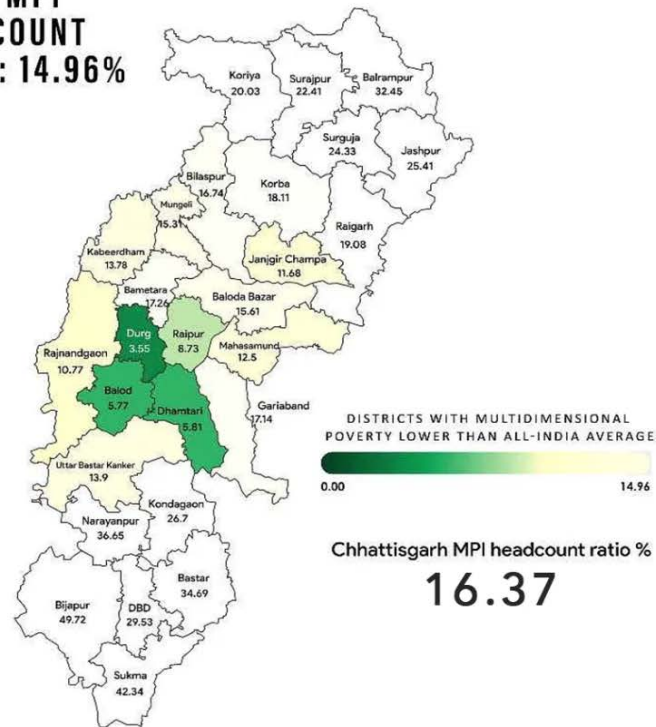 COUNT
: 14.96%
Koriya
20.03
Surajpur
22.41
Balrampur
32.45
Surguja
24.33
Jashpur
25.41
Bilaspur
16.74
Korba
18.11
Mungeli
15.31
Raigarh
19.08
Kabeerdham
13.78
Janjgir Champa
11.68
Bametara
17.26
Baloda Bazar
15.61
Durg
3.55
Raipur
8.73
Mahasamund
12.5
Rajnandgaon
10.77
Balod
5.77
Dhamtari
5.81
Gariaband
17.14
DISTRICTS WITH MULTIDIMENSIONAL
POVERTY LOWER THAN ALL-INDIA AVERAGE
0.00
14.96
Uttar Bastar Kanker
13.9
Kondagaon
26.7
Narayanpur
36.65
Chhattisgarh MPI headcount ratio %
16.37
Bastar
34.69
Bijapur
49.72
DBD
29.53
Sukma
42.34